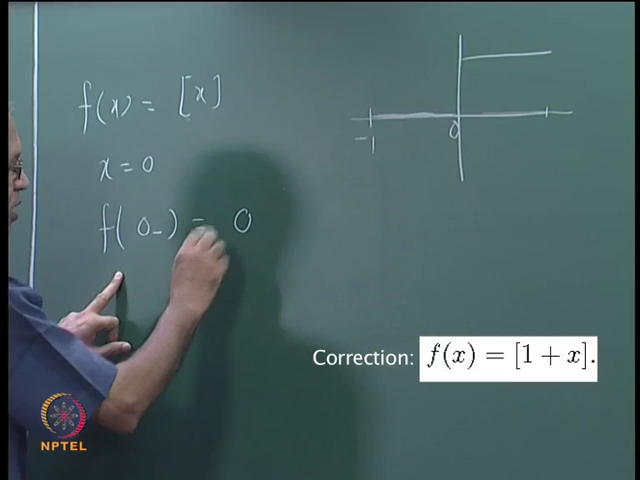 f(x) = [x]
x = 0
f(0-) = 0
-1
0
Correction: f(x) = [1 + x].
NPTEL